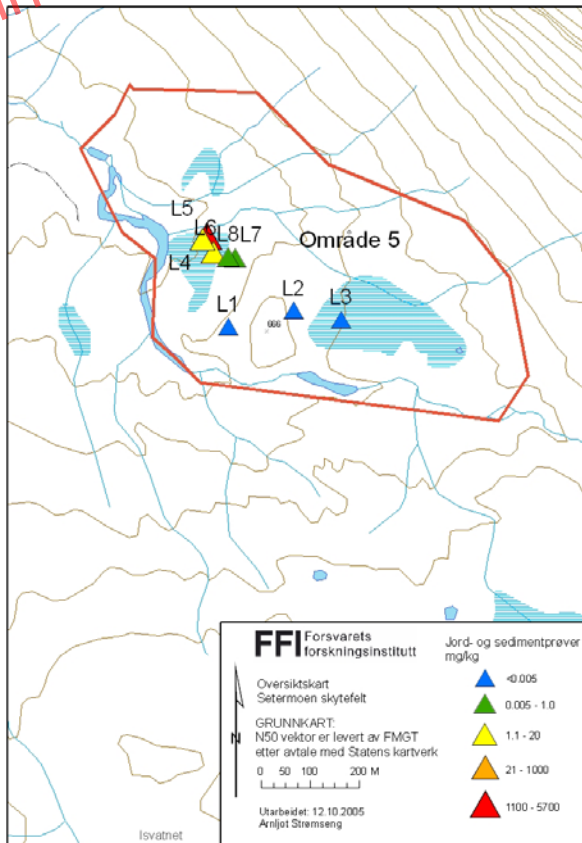 L5
L6
L8 L7
Område 5
L4
L1
L2
L3
666
FFI Forsvarets
forskningsinstitutt
Oversiktskart
Setermoen skytefelt
GRUNNKART:
N50 vektor er levert av FMGT
etter avtale med Statens kartverk
N
0 50 100 200 M
Utarbeidet: 12.10.2005
Arnljot Strømseng
Jord- og sedimentprøver
mg/kg
<0.005
0.005 - 1.0
1.1 - 20
21 - 1000
1100 - 5700
Isvatnet